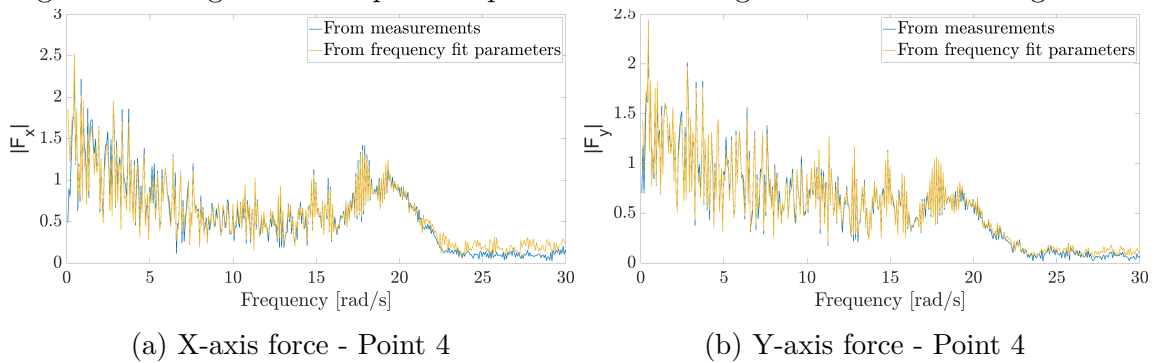 From measurements
From frequency fit parameters
3
2.5
2
1.5
1
0.5
0
|F_x|
0 5 10 15 20 25 30
Frequency [rad/s]
(a) X-axis force - Point 4
From measurements
From frequency fit parameters
2.5
2
1.5
1
0.5
0
|F_y|
0 5 10 15 20 25 30
Frequency [rad/s]
(b) Y-axis force - Point 4